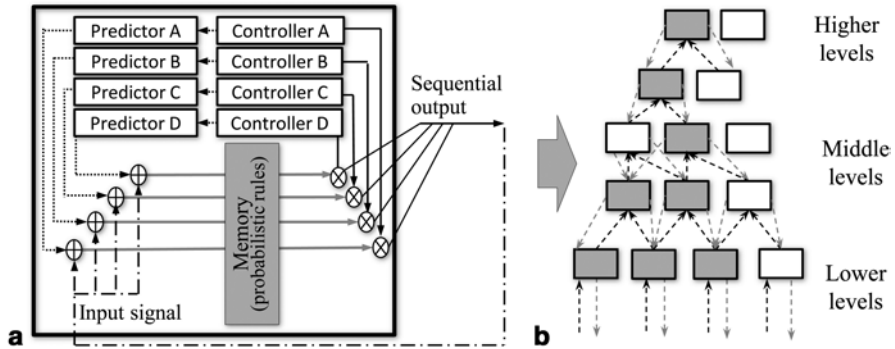 Predictor A
Controller A
Predictor B
Controller B
Predictor C
Controller C
Predictor D
Controller D
Sequential
output
Memory
(probabilistic rules)
Input signal
a
Higher
levels
Middle
levels
Lower
levels
b